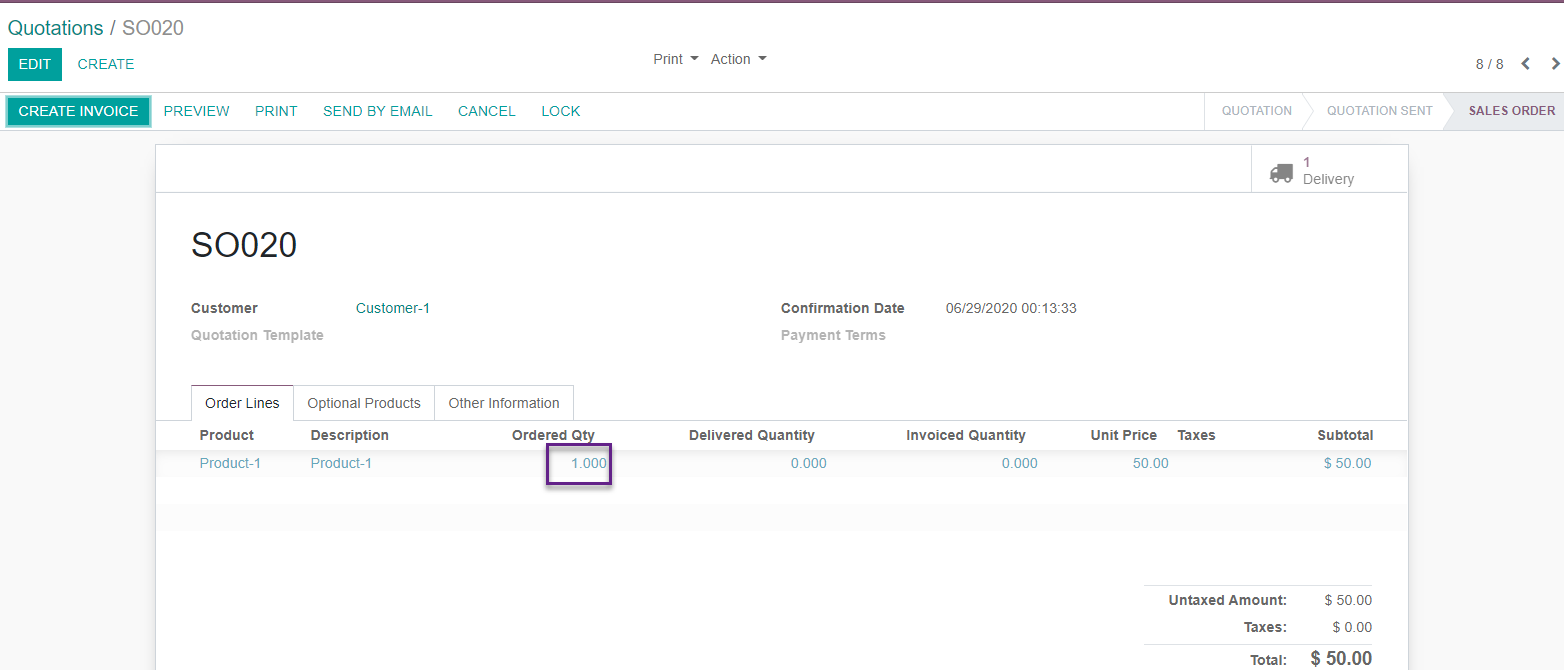 Quotations / SO020
EDIT CREATE Print Action 8 / 8
CREATE INVOICE PREVIEW PRINT SEND BY EMAIL CANCEL LOCK QUOTATION QUOTATION SENT SALES ORDER
1
Delivery
SO020
Customer Customer-1 Confirmation Date 06/29/2020 00:13:33
Quotation Template Payment Terms
Order Lines Optional Products Other Information
Product Description Ordered Qty Delivered Quantity Invoiced Quantity Unit Price Taxes Subtotal
Product-1 Product-1 1.000 0.000 0.000 50.00 $ 50.00
Untaxed Amount: $ 50.00
Taxes: $ 0.00
Total: $ 50.00